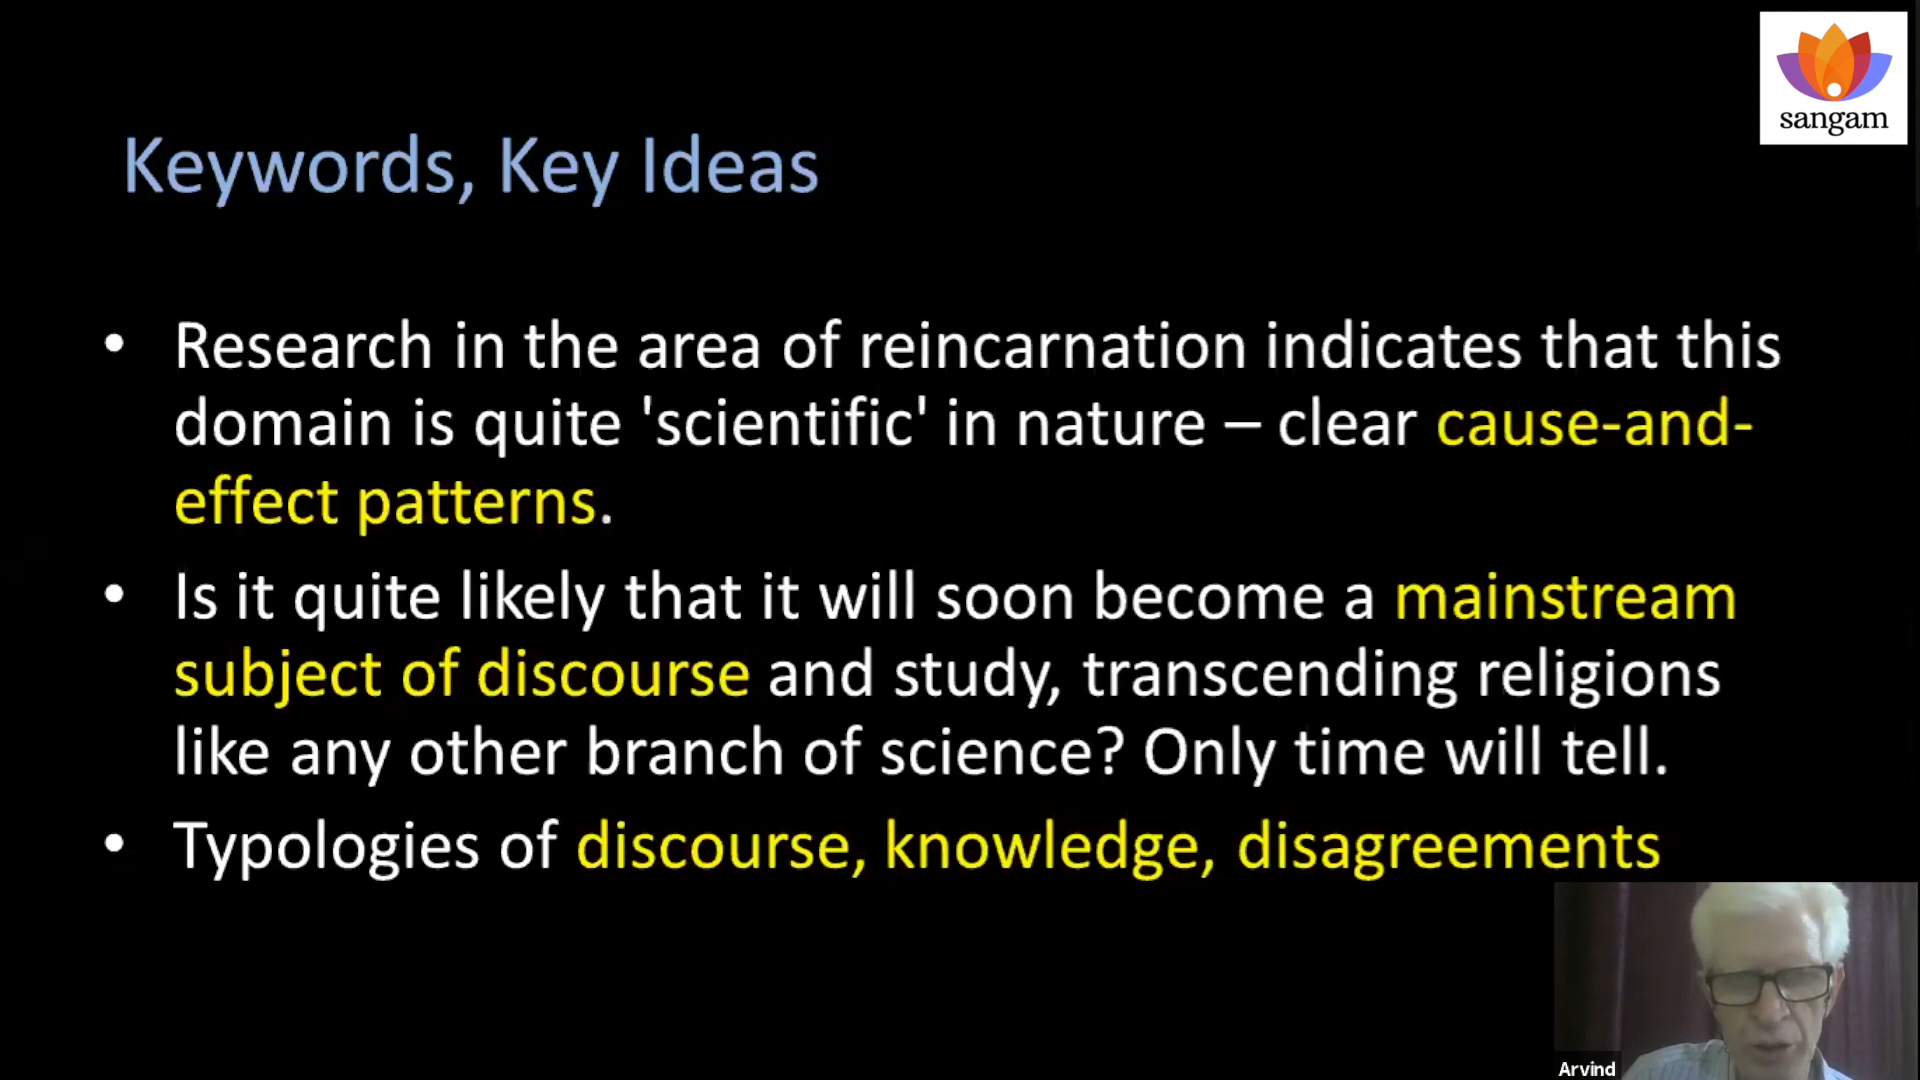 sangam
Keywords, Key Ideas
• Research in the area of reincarnation indicates that this
domain is quite 'scientific' in nature – clear cause-and-
effect patterns.
• Is it quite likely that it will soon become a mainstream
subject of discourse and study, transcending religions
like any other branch of science? Only time will tell.
• Typologies of discourse, knowledge, disagreements
Arvind